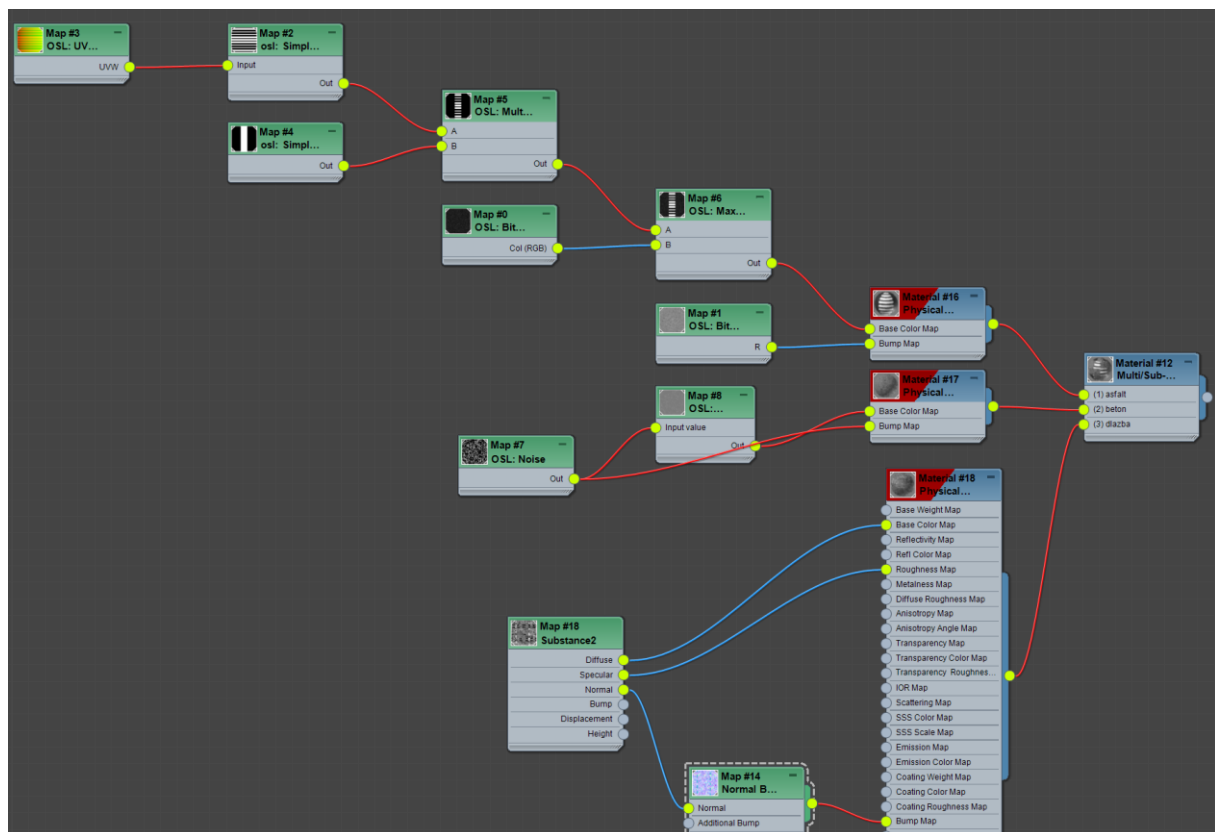 Map #3
OSL: UV...
UVW
Map #2
osl: Simpl...
Input
Out
Map #4
osl: Simpl...
Out
Map #5
OSL: Mult...
A
B
Out
Map #0
OSL: Bit...
Col (RGB)
Map #6
OSL: Max...
A
B
Out
Map #1
OSL: Bit...
R
Material #16
Physical...
Base Color Map
Bump Map
Material #17
Physical...
Base Color Map
Bump Map
Material #12
Multi/Sub-...
(1) asfalt
(2) beton
(3) dlazba
Map #8
OSL:...
Input value
Out
Map #7
OSL: Noise
Out
Material #18
Physical...
Base Weight Map
Base Color Map
Reflectivity Map
Refl Color Map
Roughness Map
Metalness Map
Diffuse Roughness Map
Anisotropy Map
Anisotropy Angle Map
Transparency Map
Transparency Color Map
Transparency Roughnes...
IOR Map
Scattering Map
SSS Color Map
SSS Scale Map
Emission Map
Emission Color Map
Coating Weight Map
Coating Color Map
Coating Roughness Map
Bump Map
Map #18
Substance2
Diffuse
Specular
Normal
Bump
Displacement
Height
Map #14
Normal B...
Normal
Additional Bump